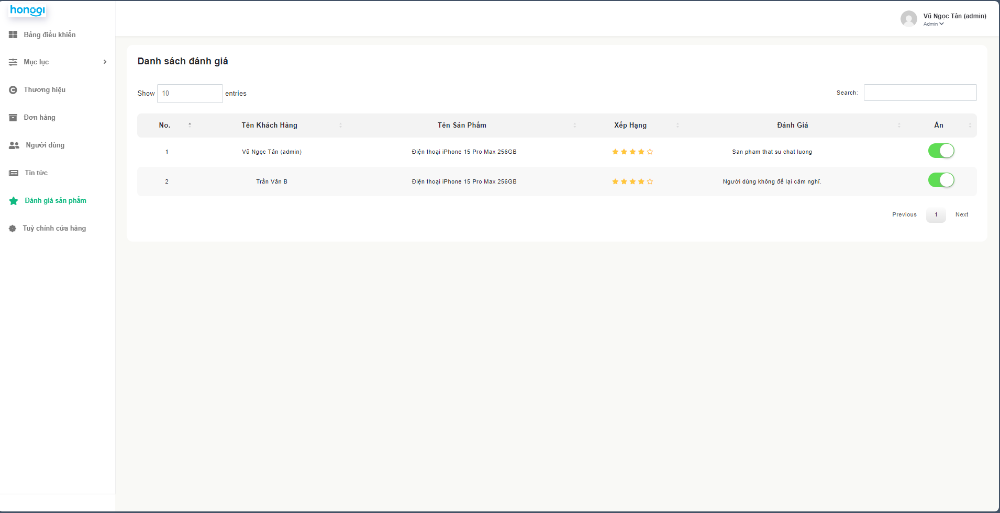 honogi
Vũ Ngọc Tân (admin)
Admin
Bảng điều khiển
Mục lục
Thương hiệu
Đơn hàng
Người dùng
Tin tức
Đánh giá sản phẩm
Tuỳ chỉnh cửa hàng
Danh sách đánh giá
Show 10 entries
Search:
No. Tên Khách Hàng Tên Sản Phẩm Xếp Hạng Đánh Giá Ẩn
1 Vũ Ngọc Tân (admin) Điện thoại iPhone 15 Pro Max 256GB San pham that su chat luong
2 Trần Văn B Điện thoại iPhone 15 Pro Max 256GB Người dùng không để lại cảm nghĩ.
Previous 1 Next